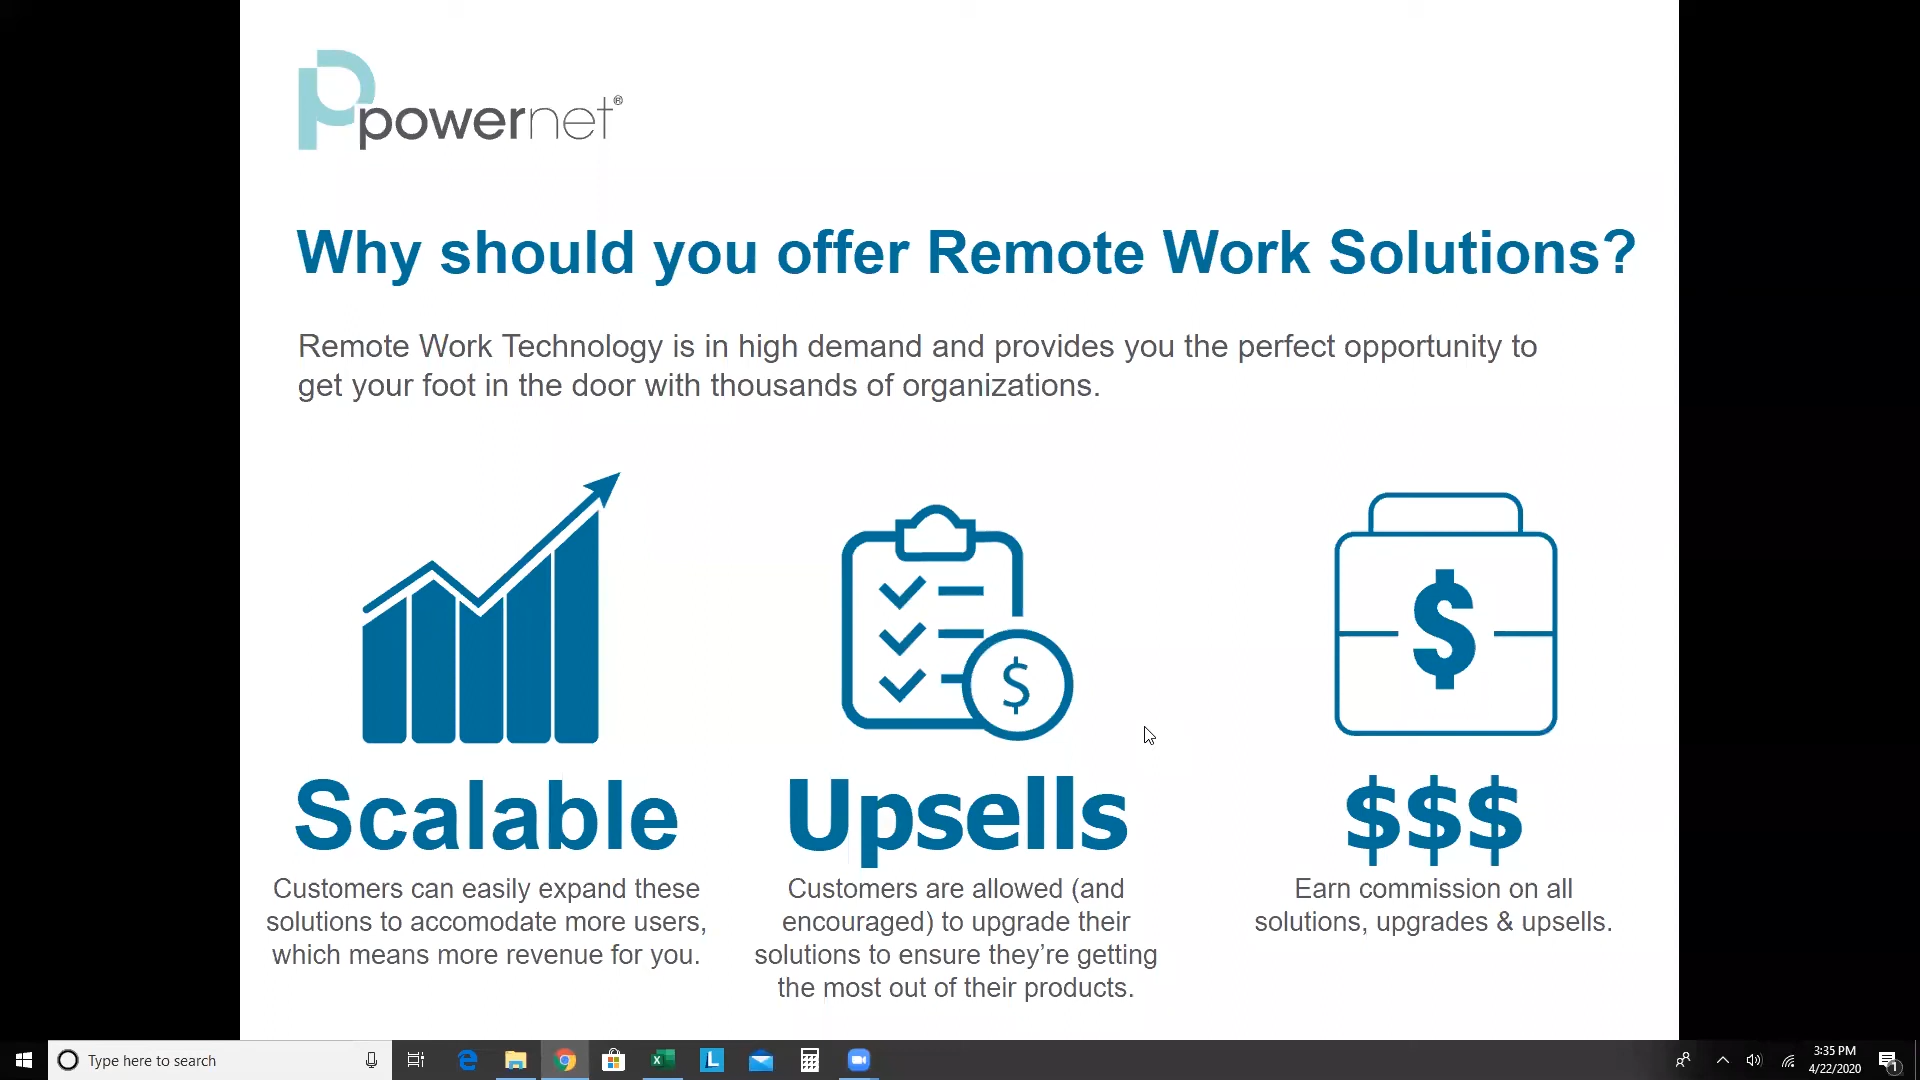 powernet®
Why should you offer Remote Work Solutions?
Remote Work Technology is in high demand and provides you the perfect opportunity to
get your foot in the door with thousands of organizations.
$
$
Scalable
Customers can easily expand these
solutions to accomodate more users,
which means more revenue for you.
Upsells
Customers are allowed (and
encouraged) to upgrade their
solutions to ensure they're getting
the most out of their products.
$$$
Earn commission on all
solutions, upgrades & upsells.
Type here to search
3:35 PM
4/22/2020
1